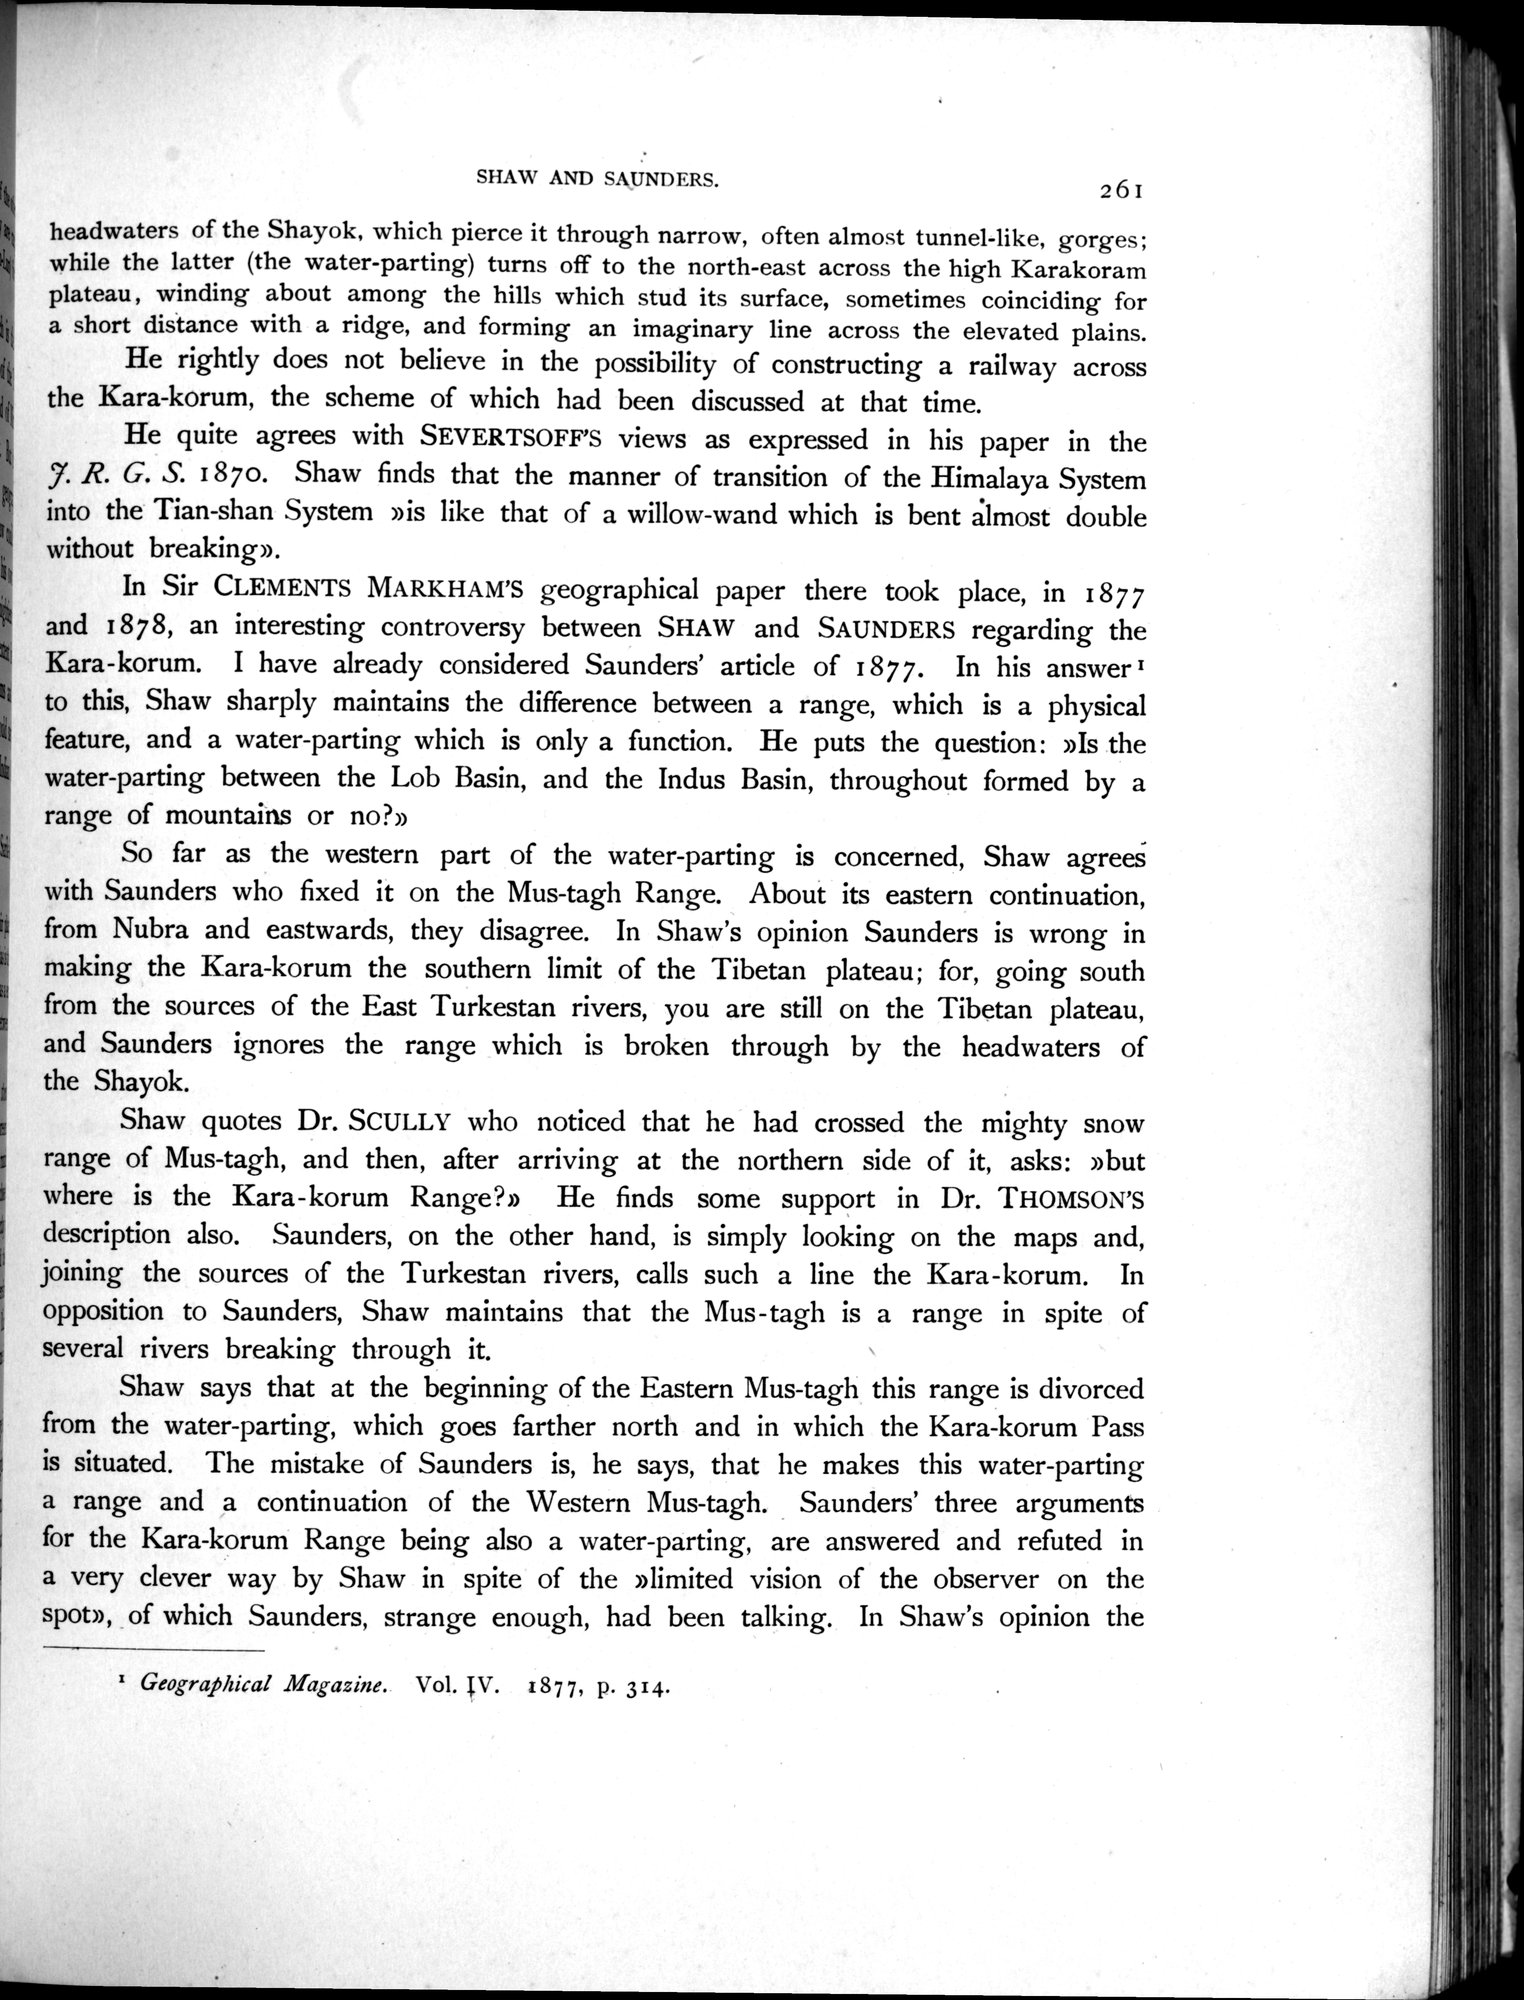 SHAW AND SAUNDERS.
261
headwaters of the Shayok, which pierce it through narrow, often almost tunnel-like, gorges;
while the latter (the water-parting) turns off to the north-east across the high Karakoram
plateau, winding about among the hills which stud its surface, sometimes coinciding for
a short distance with a ridge, and forming an imaginary line across the elevated plains.
He rightly does not believe in the possibility of constructing a railway across
the Kara-korum, the scheme of which had been discussed at that time.
He quite agrees with SEVERTSOFF'S views as expressed in his paper in the
J. R. G. S. 1870. Shaw finds that the manner of transition of the Himalaya System
into the Tian-shan System »is like that of a willow-wand which is bent almost double
without breaking».
In Sir CLEMENTS MARKHAM'S geographical paper there took place, in 1877
and 1878, an interesting controversy between SHAW and SAUNDERS regarding the
Kara-korum. I have already considered Saunders' article of 1877. In his answer¹
to this, Shaw sharply maintains the difference between a range, which is a physical
feature, and a water-parting which is only a function. He puts the question: »Is the
water-parting between the Lob Basin, and the Indus Basin, throughout formed by a
range of mountains or no?»
So far as the western part of the water-parting is concerned, Shaw agrees
with Saunders who fixed it on the Mus-tagh Range. About its eastern continuation,
from Nubra and eastwards, they disagree. In Shaw's opinion Saunders is wrong in
making the Kara-korum the southern limit of the Tibetan plateau; for, going south
from the sources of the East Turkestan rivers, you are still on the Tibetan plateau,
and Saunders ignores the range which is broken through by the headwaters of
the Shayok.
Shaw quotes Dr. SCULLY who noticed that he had crossed the mighty snow
range of Mus-tagh, and then, after arriving at the northern side of it, asks: »but
where is the Kara-korum Range?» He finds some support in Dr. THOMSON'S
description also. Saunders, on the other hand, is simply looking on the maps and,
joining the sources of the Turkestan rivers, calls such a line the Kara-korum. In
opposition to Saunders, Shaw maintains that the Mus-tagh is a range in spite of
several rivers breaking through it.
Shaw says that at the beginning of the Eastern Mus-tagh this range is divorced
from the water-parting, which goes farther north and in which the Kara-korum Pass
is situated. The mistake of Saunders is, he says, that he makes this water-parting
a range and a continuation of the Western Mus-tagh. Saunders' three arguments
for the Kara-korum Range being also a water-parting, are answered and refuted in
a very clever way by Shaw in spite of the »limited vision of the observer on the
spot», of which Saunders, strange enough, had been talking. In Shaw's opinion the
¹ Geographical Magazine. Vol. IV. 1877, p. 314.